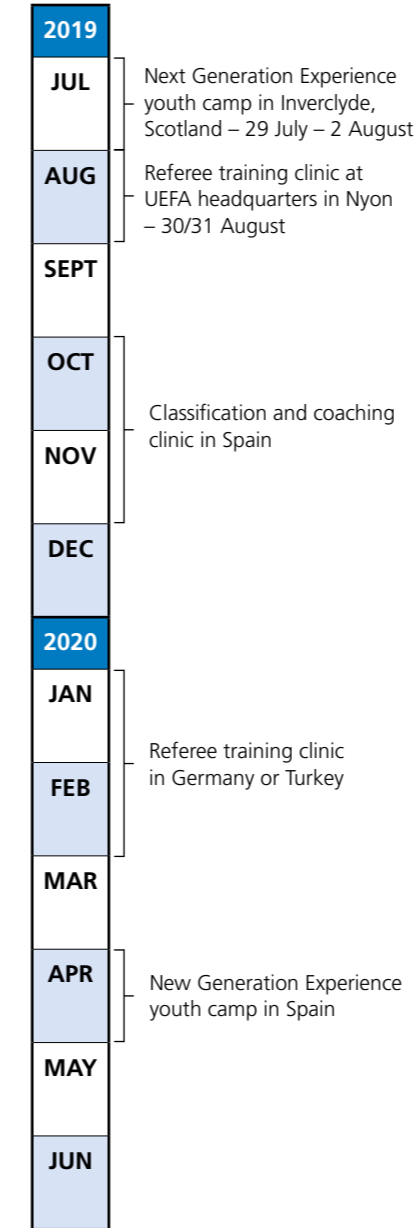 2019
JUL
Next Generation Experience
youth camp in Inverclyde,
Scotland – 29 July – 2 August
AUG
Referee training clinic at
UEFA headquarters in Nyon
– 30/31 August
SEPT
OCT
Classification and coaching
clinic in Spain
NOV
DEC
2020
JAN
Referee training clinic
in Germany or Turkey
FEB
MAR
APR
New Generation Experience
youth camp in Spain
MAY
JUN